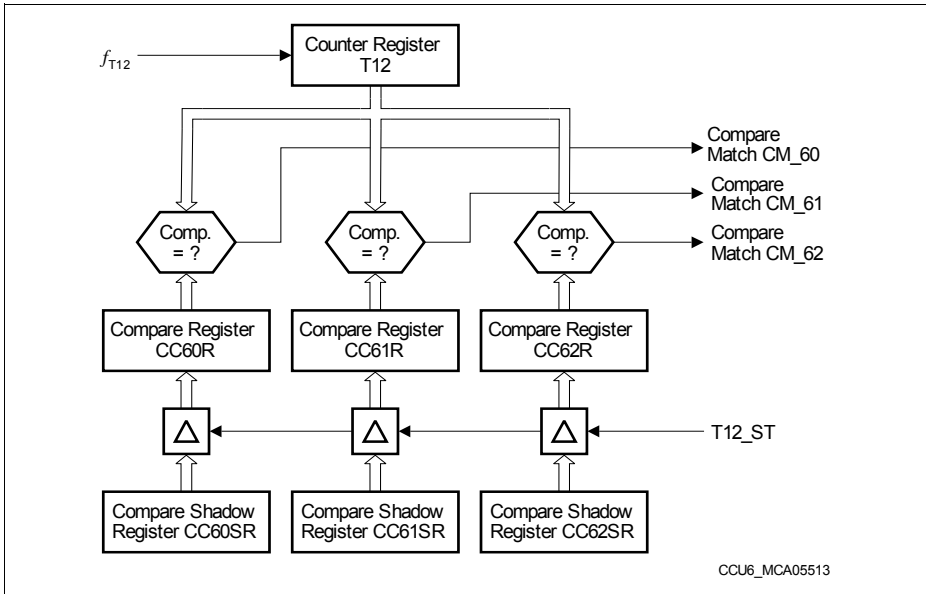 Counter Register
T12
fT12
Compare
Match CM_60
Compare
Match CM_61
Compare
Match CM_62
Comp.
= ?
Comp.
= ?
Comp.
= ?
Compare Register
CC60R
Compare Register
CC61R
Compare Register
CC62R
T12_ST
Compare Shadow
Register CC60SR
Compare Shadow
Register CC61SR
Compare Shadow
Register CC62SR
CCU6_MCA05513